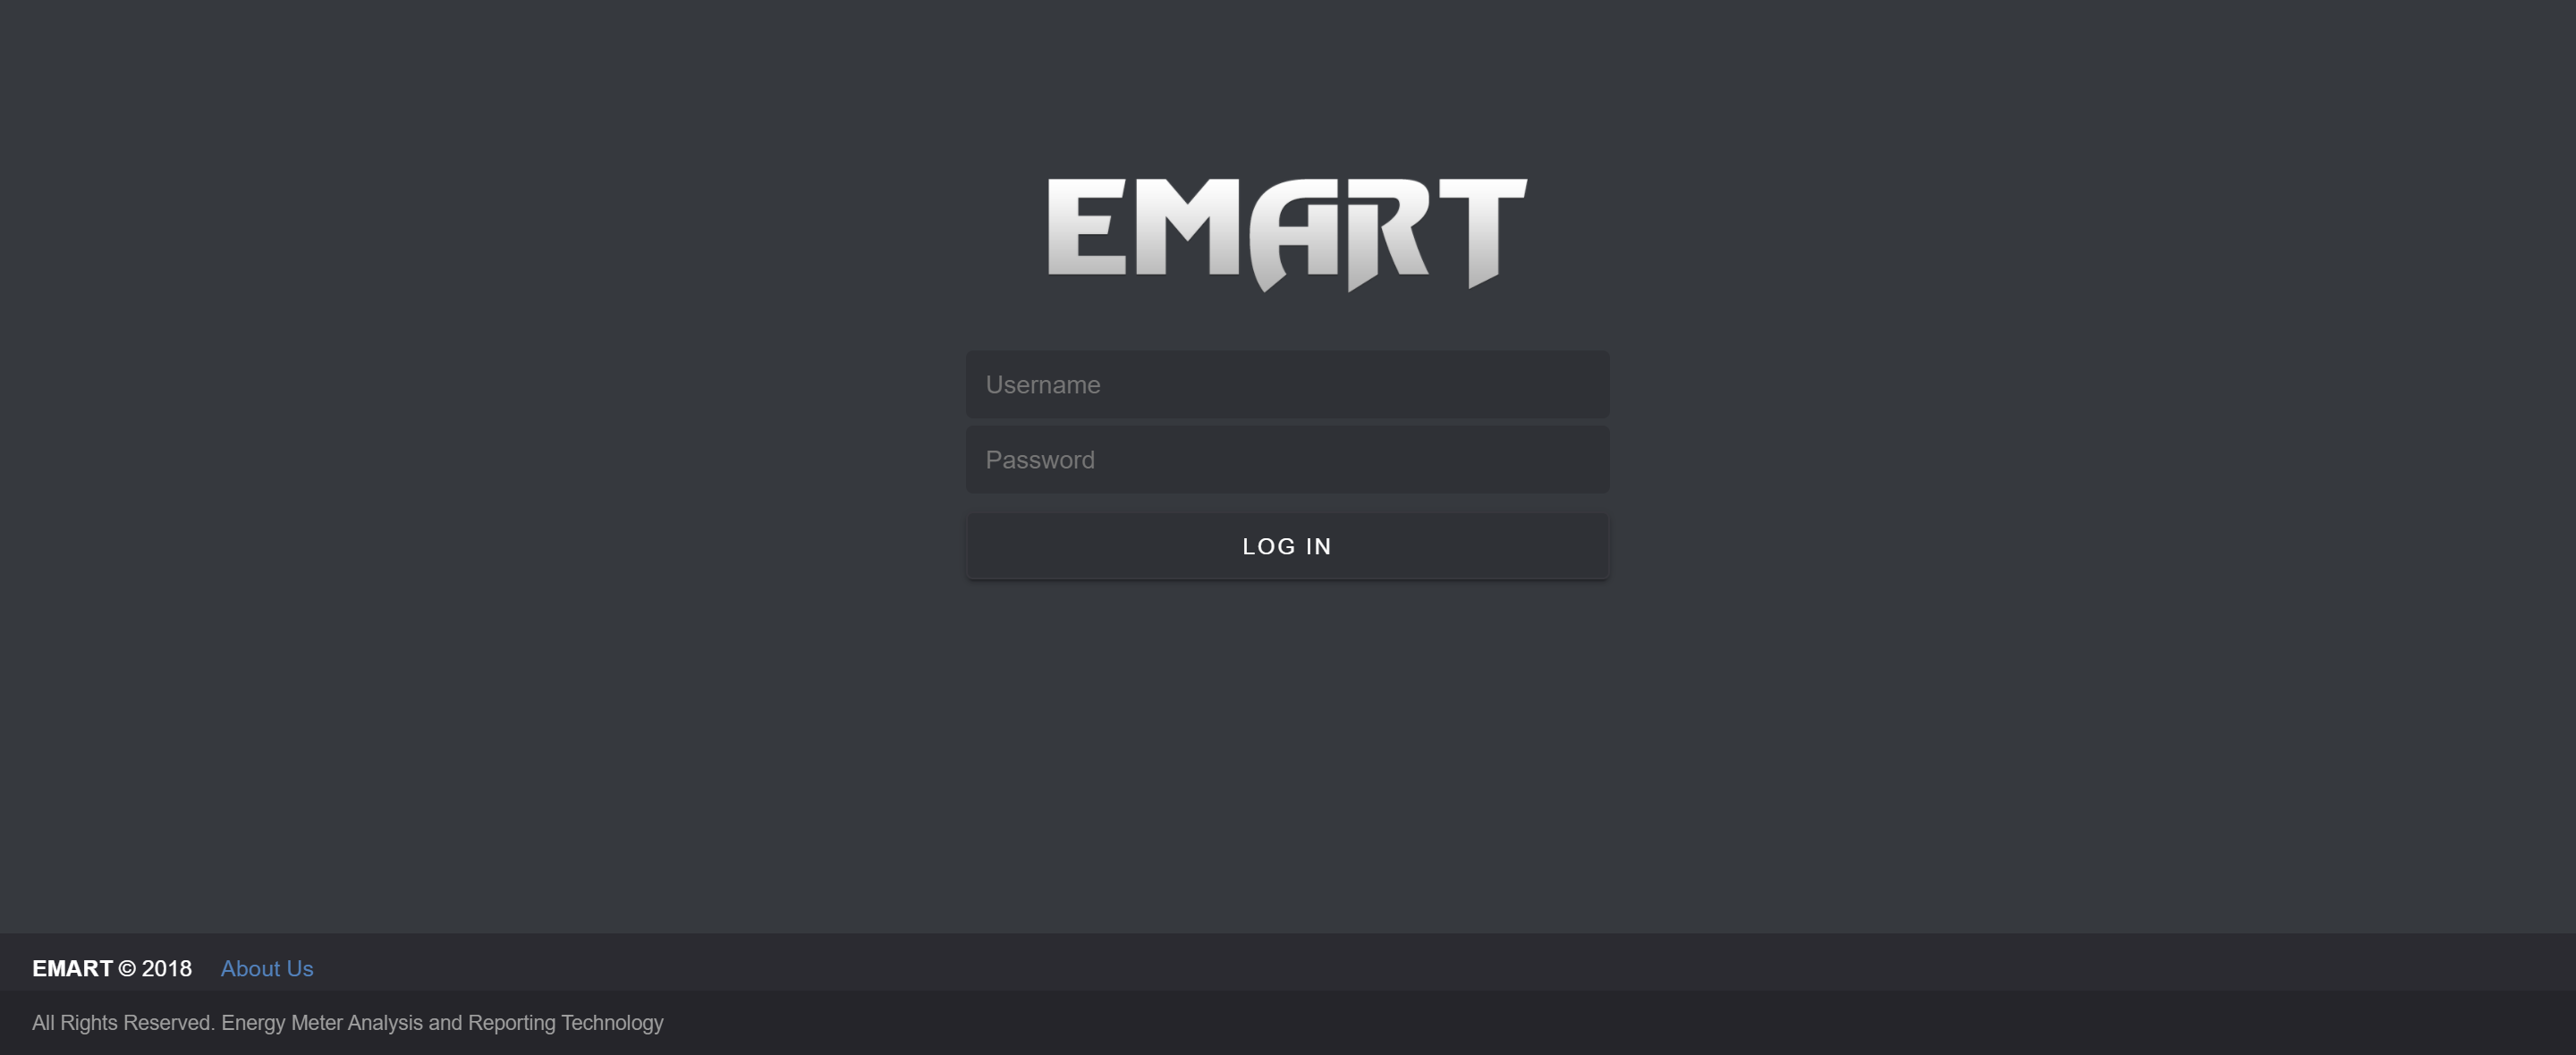 EMART
Username
Password
LOG IN
EMART © 2018 About Us
All Rights Reserved. Energy Meter Analysis and Reporting Technology